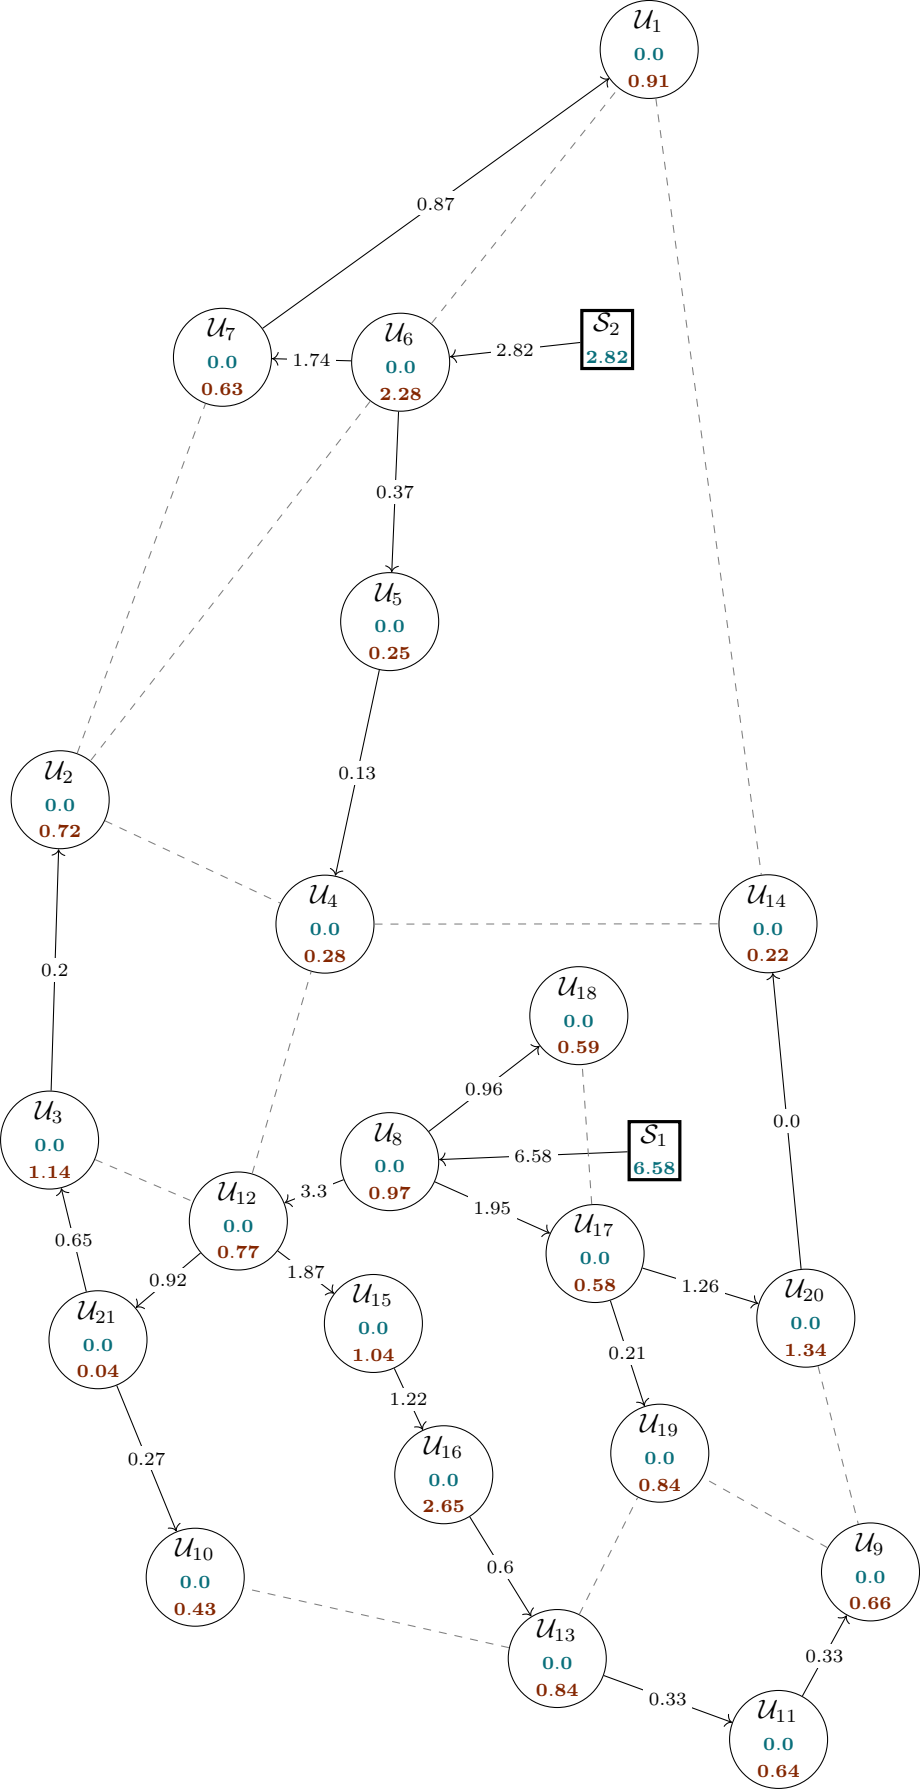 𝒰₁
0.0
0.91
0.87
𝒰₇
0.0
0.63
1.74
𝒰₆
0.0
2.28
2.82
𝒮₂
2.82
0.37
𝒰₅
0.0
0.25
0.13
𝒰₂
0.0
0.72
𝒰₄
0.0
0.28
𝒰₁₄
0.0
0.22
0.2
𝒰₁₈
0.0
0.59
0.96
0.0
𝒰₃
0.0
1.14
𝒰₈
0.0
0.97
6.58
𝒮₁
6.58
𝒰₁₂
0.0
0.77
3.3
1.95
𝒰₁₇
0.0
0.58
0.65
0.92
1.87
1.26
𝒰₂₁
0.0
0.04
𝒰₁₅
0.0
1.04
𝒰₂₀
0.0
1.34
0.21
1.22
0.27
𝒰₁₆
0.0
2.65
𝒰₁₉
0.0
0.84
𝒰₁₀
0.0
0.43
0.6
𝒰₉
0.0
0.66
𝒰₁₃
0.0
0.84
0.33
0.33
𝒰₁₁
0.0
0.64